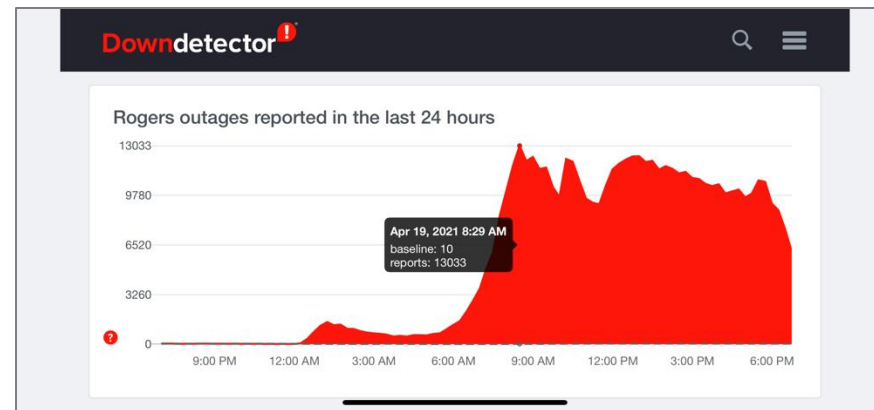 Downdetector!
Rogers outages reported in the last 24 hours
13033
9780
6520
3260
0
Apr 19, 2021 8:29 AM
baseline: 10
reports: 13033
?
9:00 PM 12:00 AM 3:00 AM 6:00 AM 9:00 AM 12:00 PM 3:00 PM 6:00 PM